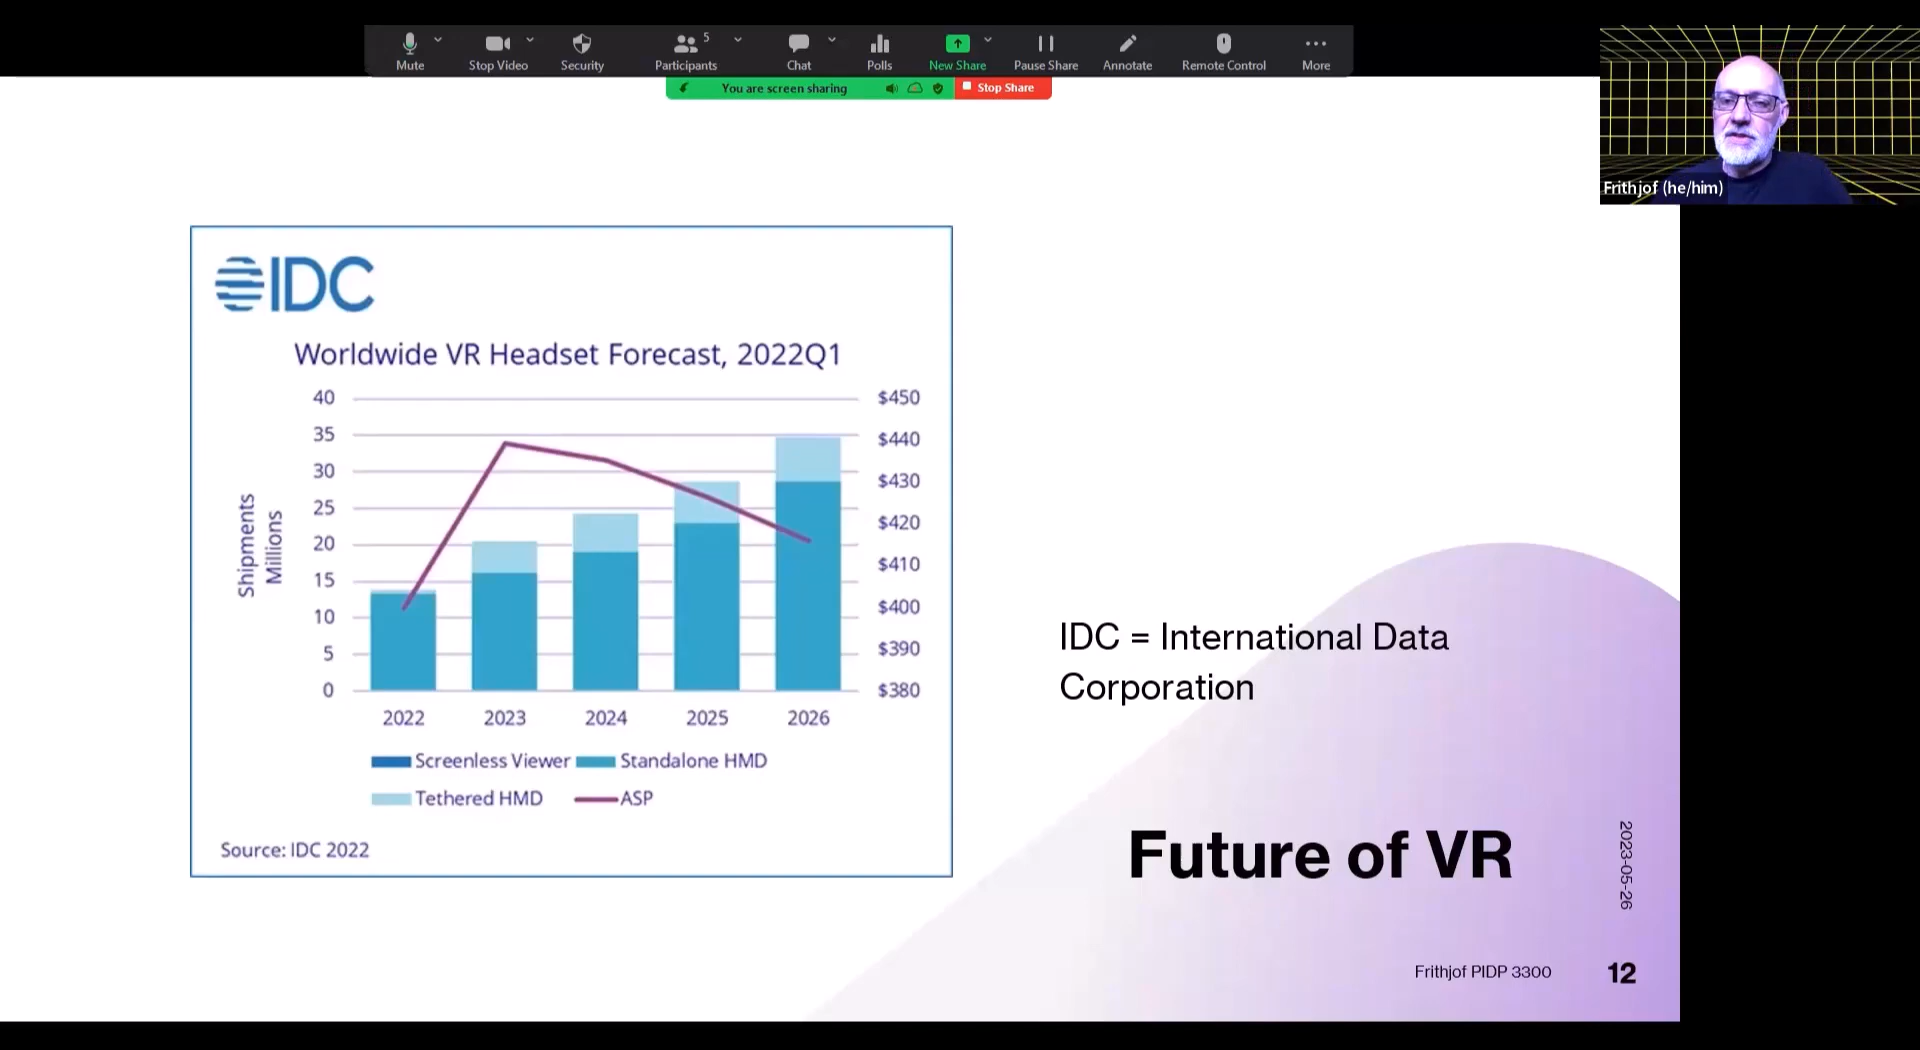 Mute
Stop Video
Security
Participants
5
Chat
Polls
New Share
Pause Share
Annotate
Remote Control
More
You are screen sharing
Stop Share
Frithjof (he/him)
IDC
Worldwide VR Headset Forecast, 2022Q1
Shipments
Millions
40
35
30
25
20
15
10
5
0
$450
$440
$430
$420
$410
$400
$390
$380
2022 2023 2024 2025 2026
Screenless Viewer Standalone HMD
Tethered HMD ASP
Source: IDC 2022
IDC = International Data
Corporation
Future of VR
2023-05-26
Frithjof PIDP 3300
12